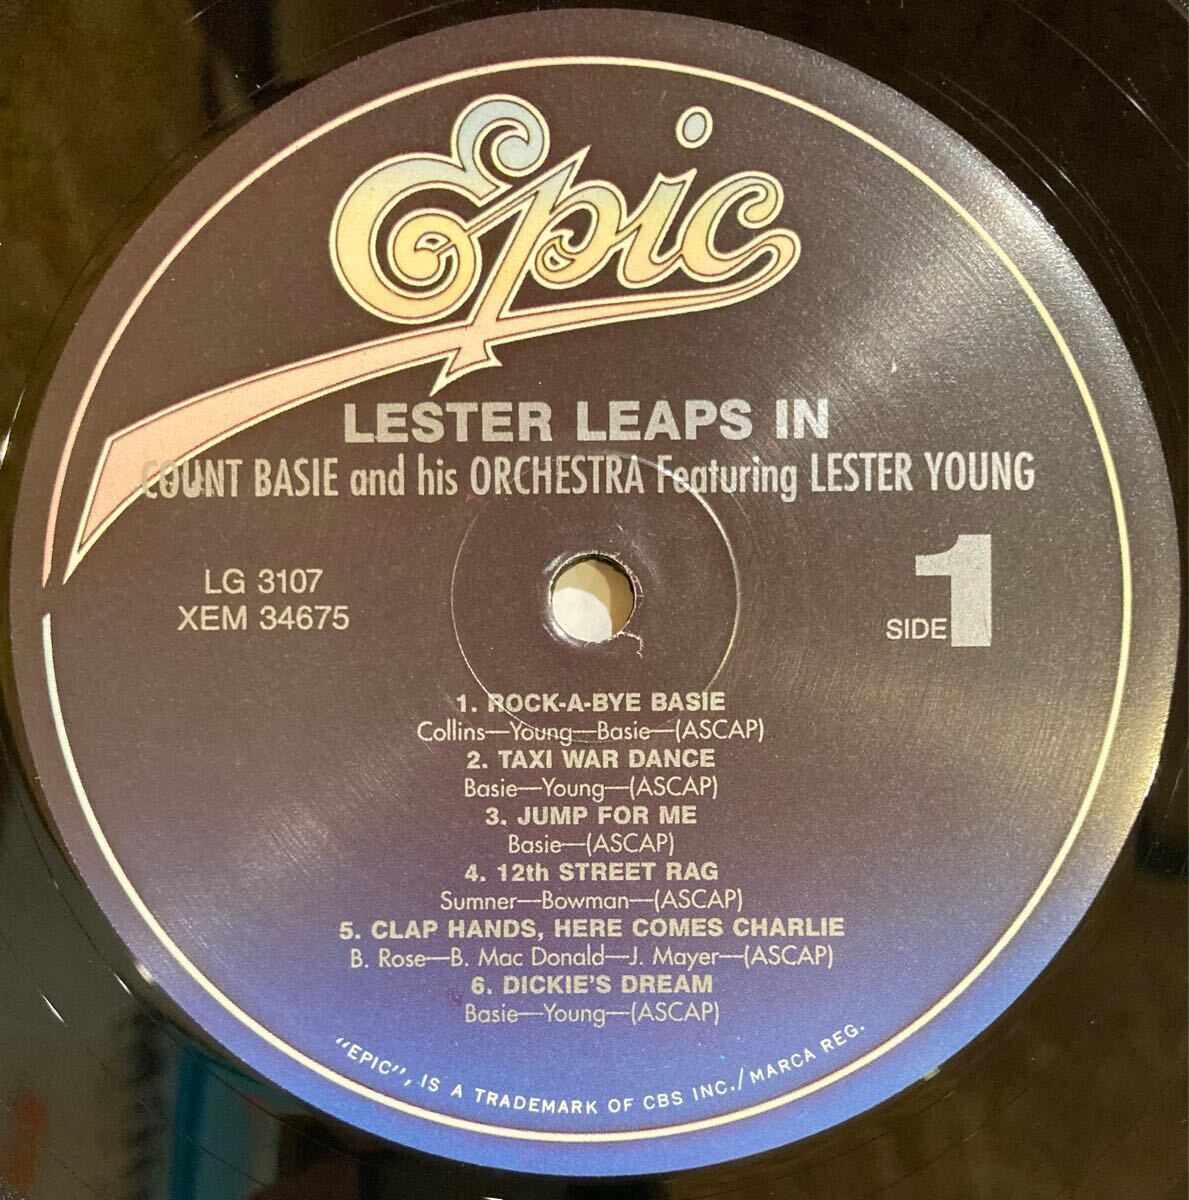 Epic
LESTER LEAPS IN
COUNT BASIE and his ORCHESTRA Featuring LESTER YOUNG
LG 3107
XEM 34675
SIDE 1
1. ROCK-A-BYE BASIE
Collins—Young—Basie—(ASCAP)
2. TAXI WAR DANCE
Basie—Young—(ASCAP)
3. JUMP FOR ME
Basie—(ASCAP)
4. 12th STREET RAG
Sumner—Bowman—(ASCAP)
5. CLAP HANDS, HERE COMES CHARLIE
B. Rose—B. Mac Donald—J. Mayer—(ASCAP)
6. DICKIE'S DREAM
Basie—Young—(ASCAP)
"EPIC", IS A TRADEMARK OF CBS INC./MARCA REG.